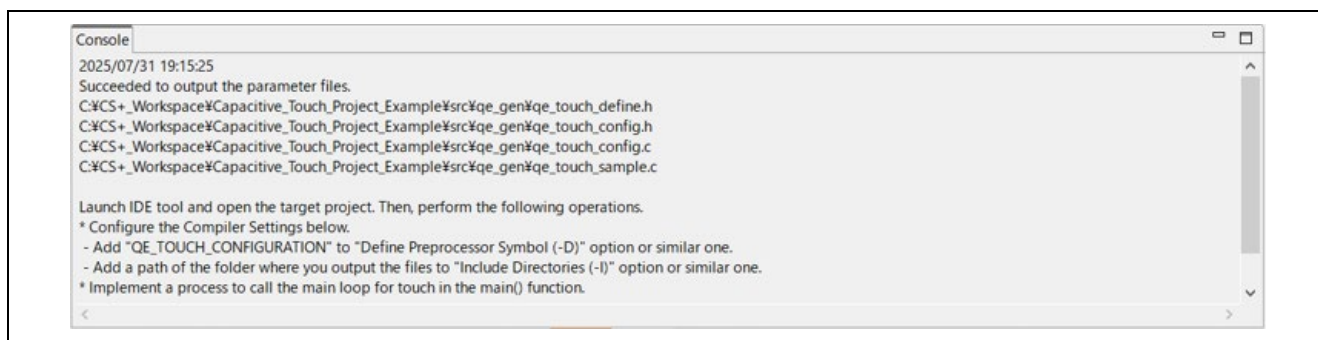 Console
2025/07/31 19:15:25
Succeeded to output the parameter files.
C:¥CS+_Workspace¥Capacitive_Touch_Project_Example¥src¥qe_gen¥qe_touch_define.h
C:¥CS+_Workspace¥Capacitive_Touch_Project_Example¥src¥qe_gen¥qe_touch_config.h
C:¥CS+_Workspace¥Capacitive_Touch_Project_Example¥src¥qe_gen¥qe_touch_config.c
C:¥CS+_Workspace¥Capacitive_Touch_Project_Example¥src¥qe_gen¥qe_touch_sample.c
Launch IDE tool and open the target project. Then, perform the following operations.
* Configure the Compiler Settings below.
- Add "QE_TOUCH_CONFIGURATION" to "Define Preprocessor Symbol (-D)" option or similar one.
- Add a path of the folder where you output the files to "Include Directories (-I)" option or similar one.
* Implement a process to call the main loop for touch in the main() function.